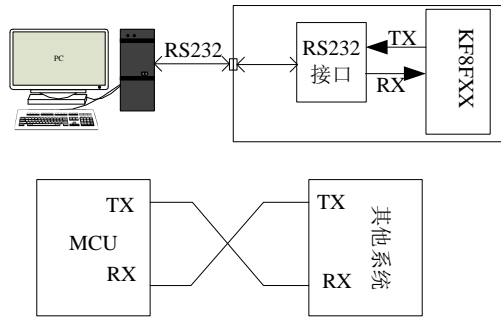 PC
RS232
RS232
接口
TX
RX
KF8FXX
TX
MCU
RX
TX
RX
其他系统